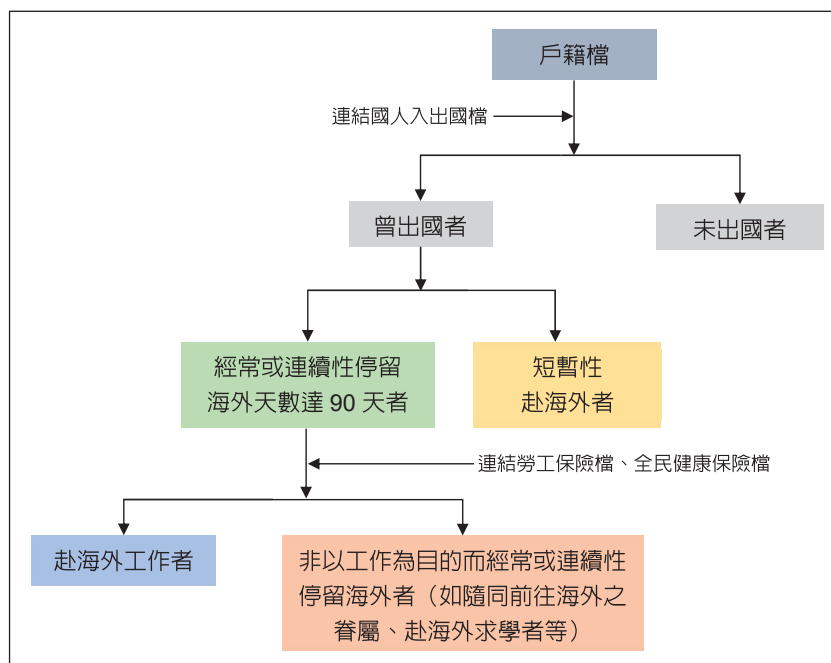 戶籍檔
連結國人入出國檔
曾出國者
未出國者
經常或連續性停留
海外天數達 90 天者
短暫性
赴海外者
連結勞工保險檔、全民健康保險檔
赴海外工作者
非以工作為目的而經常或連續性
停留海外者（如隨同前往海外之
眷屬、赴海外求學者等）